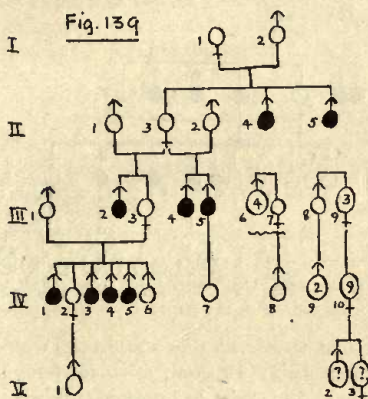 Fig. 139
I 1 2
II 1 3 2 4 5
III 1 2 3 4 5 6 4 7 8 9 3
IV 1 2 3 4 5 6 7 8 9 2 10 9
V 1 2 ? 3 ?